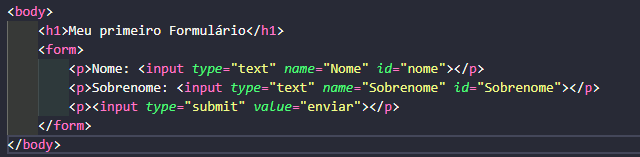 <body>
<h1>Meu primeiro Formulário</h1>
<form>
<p>Nome: <input type="text" name="Nome" id="nome"></p>
<p>Sobrenome: <input type="text" name="Sobrenome" id="Sobrenome"></p>
<p><input type="submit" value="enviar"></p>
</form>
</body>